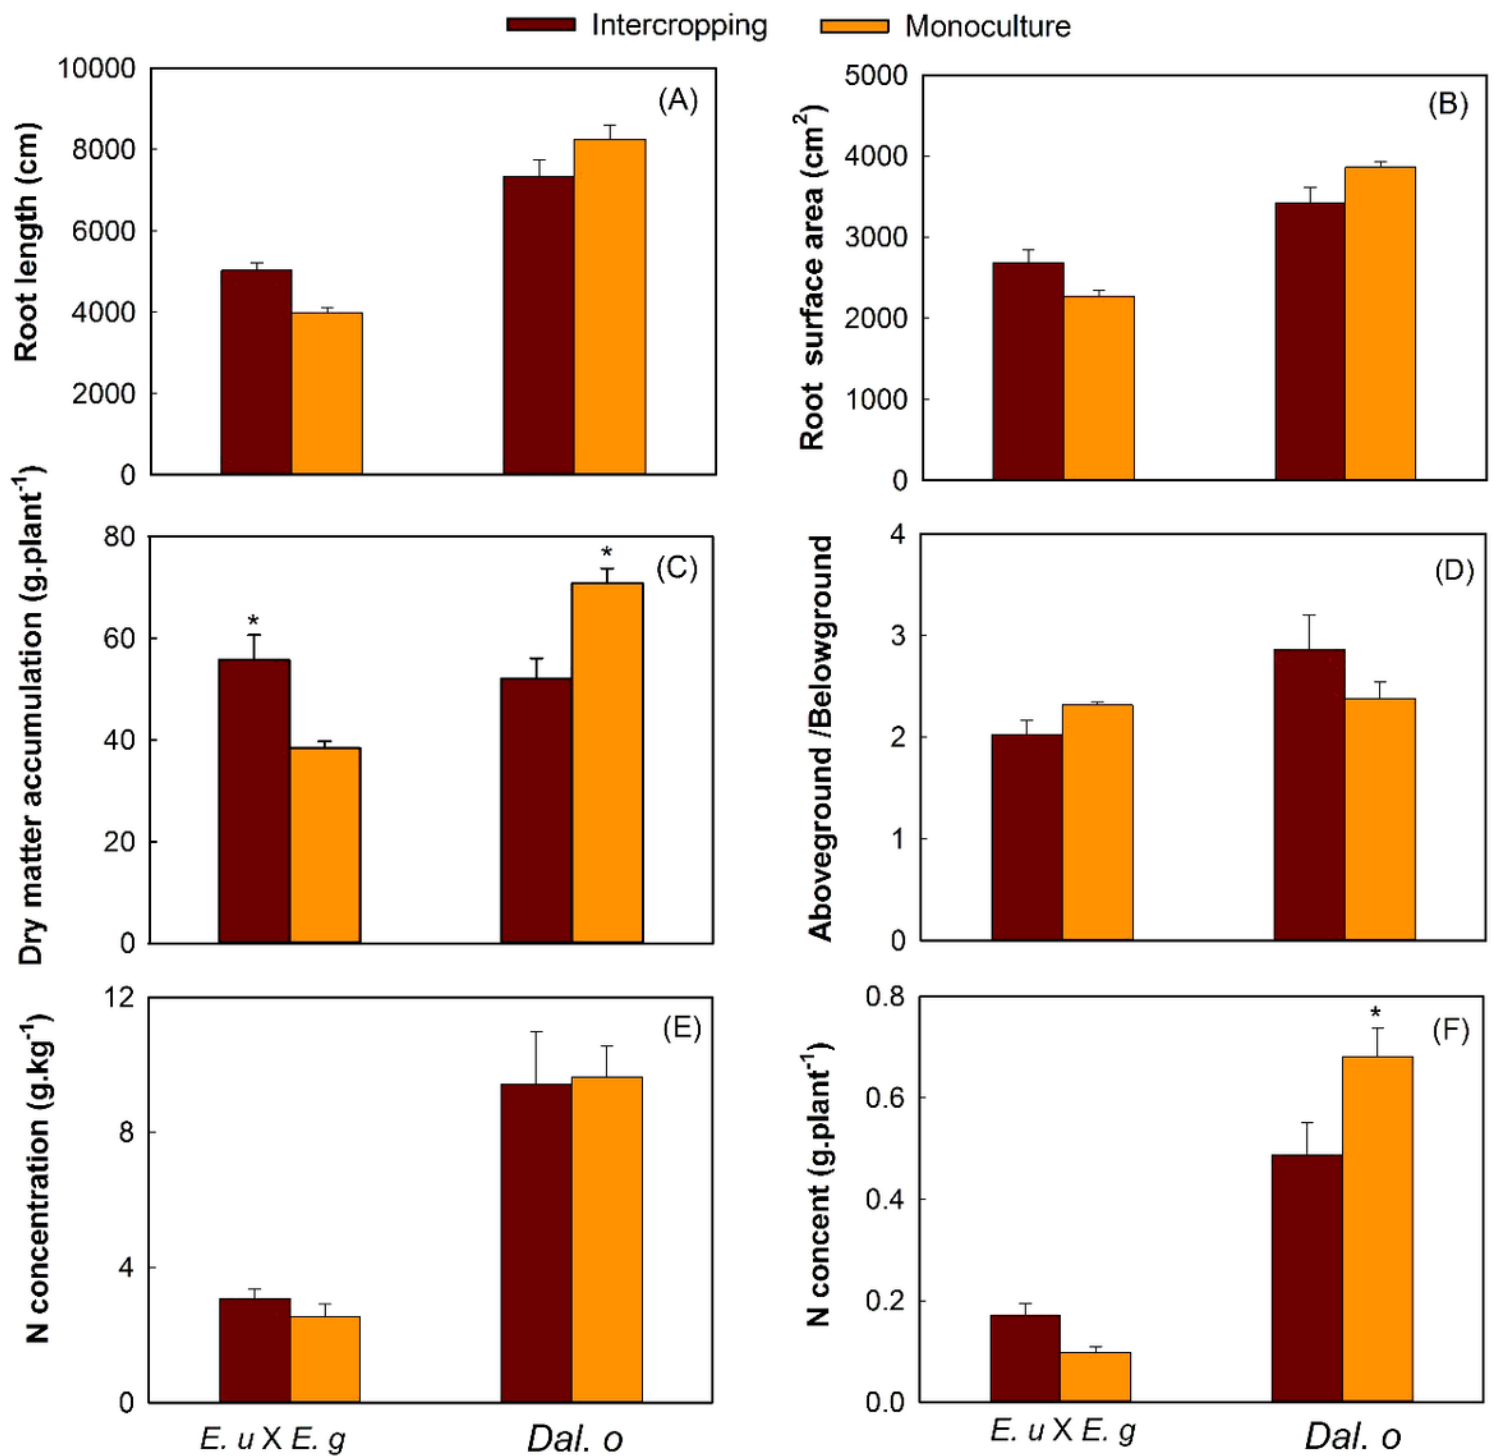 Intercropping Monoculture
(A)
Root length (cm)
10000
8000
6000
4000
2000
0
(B)
Root surface area (cm²)
5000
4000
3000
2000
1000
0
(C)
Dry matter accumulation (g.plant⁻¹)
80
60
40
20
0
*
*
(D)
Aboveground /Belowground
4
3
2
1
0
(E)
N concentration (g.kg⁻¹)
12
8
4
0
E. u X E. g Dal. o
(F)
N concent (g.plant⁻¹)
0.8
0.6
0.4
0.2
0.0
*
E. u X E. g Dal. o